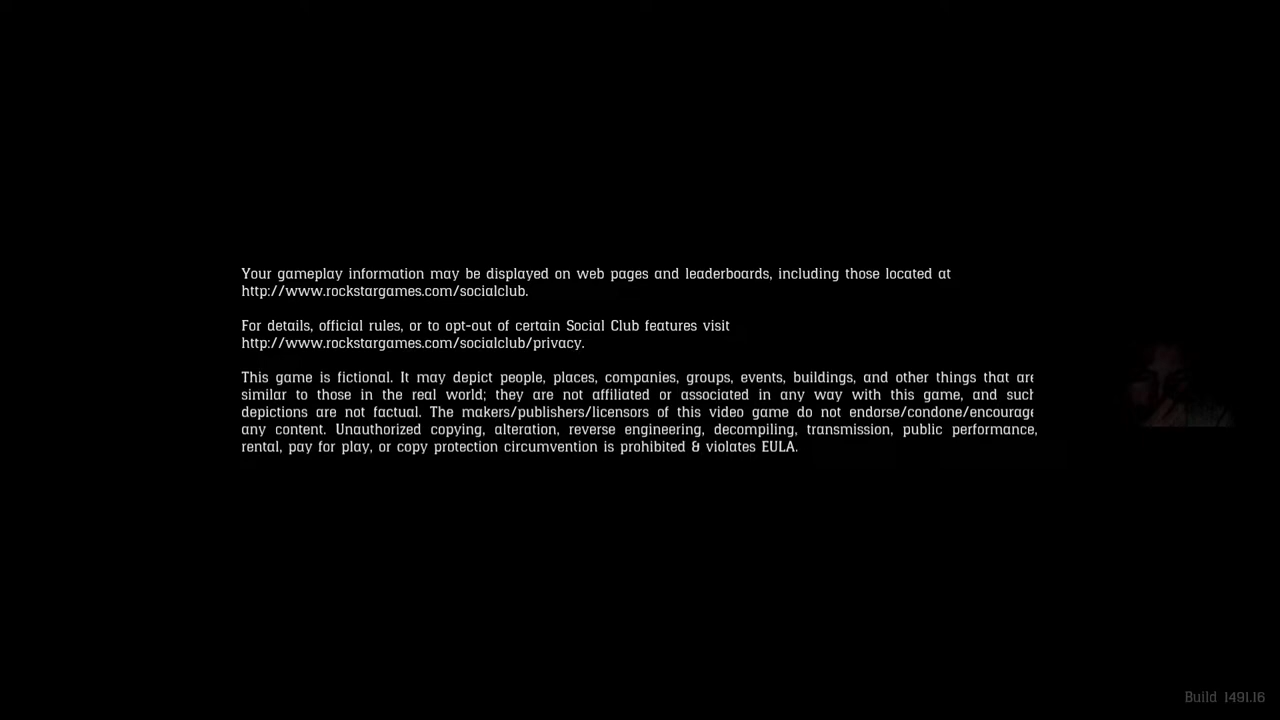 Your gameplay information may be displayed on web pages and leaderboards, including those located at
http://www.rockstargames.com/socialclub.
For details, official rules, or to opt-out of certain Social Club features visit
http://www.rockstargames.com/socialclub/privacy.
This game is fictional. It may depict people, places, companies, groups, events, buildings, and other things that are
similar to those in the real world; they are not affiliated or associated in any way with this game, and such
depictions are not factual. The makers/publishers/licensors of this video game do not endorse/condone/encourage
any content. Unauthorized copying, alteration, reverse engineering, decompiling, transmission, public performance,
rental, pay for play, or copy protection circumvention is prohibited & violates EULA.
Build 1491.16